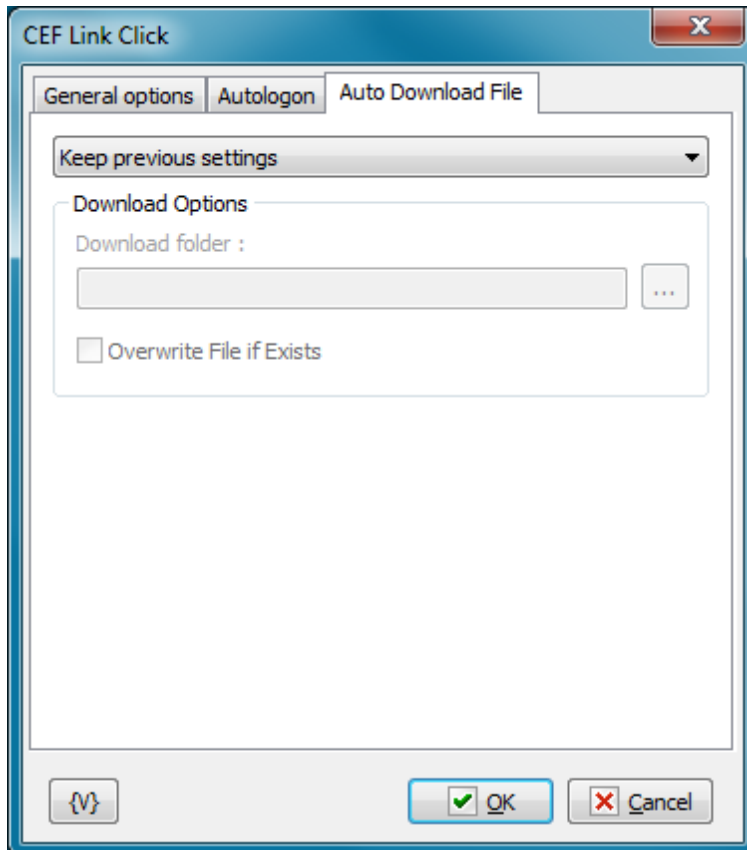 CEF Link Click
General options Autologon Auto Download File
Keep previous settings
Download Options
Download folder :
...
Overwrite File if Exists
{V} OK Cancel